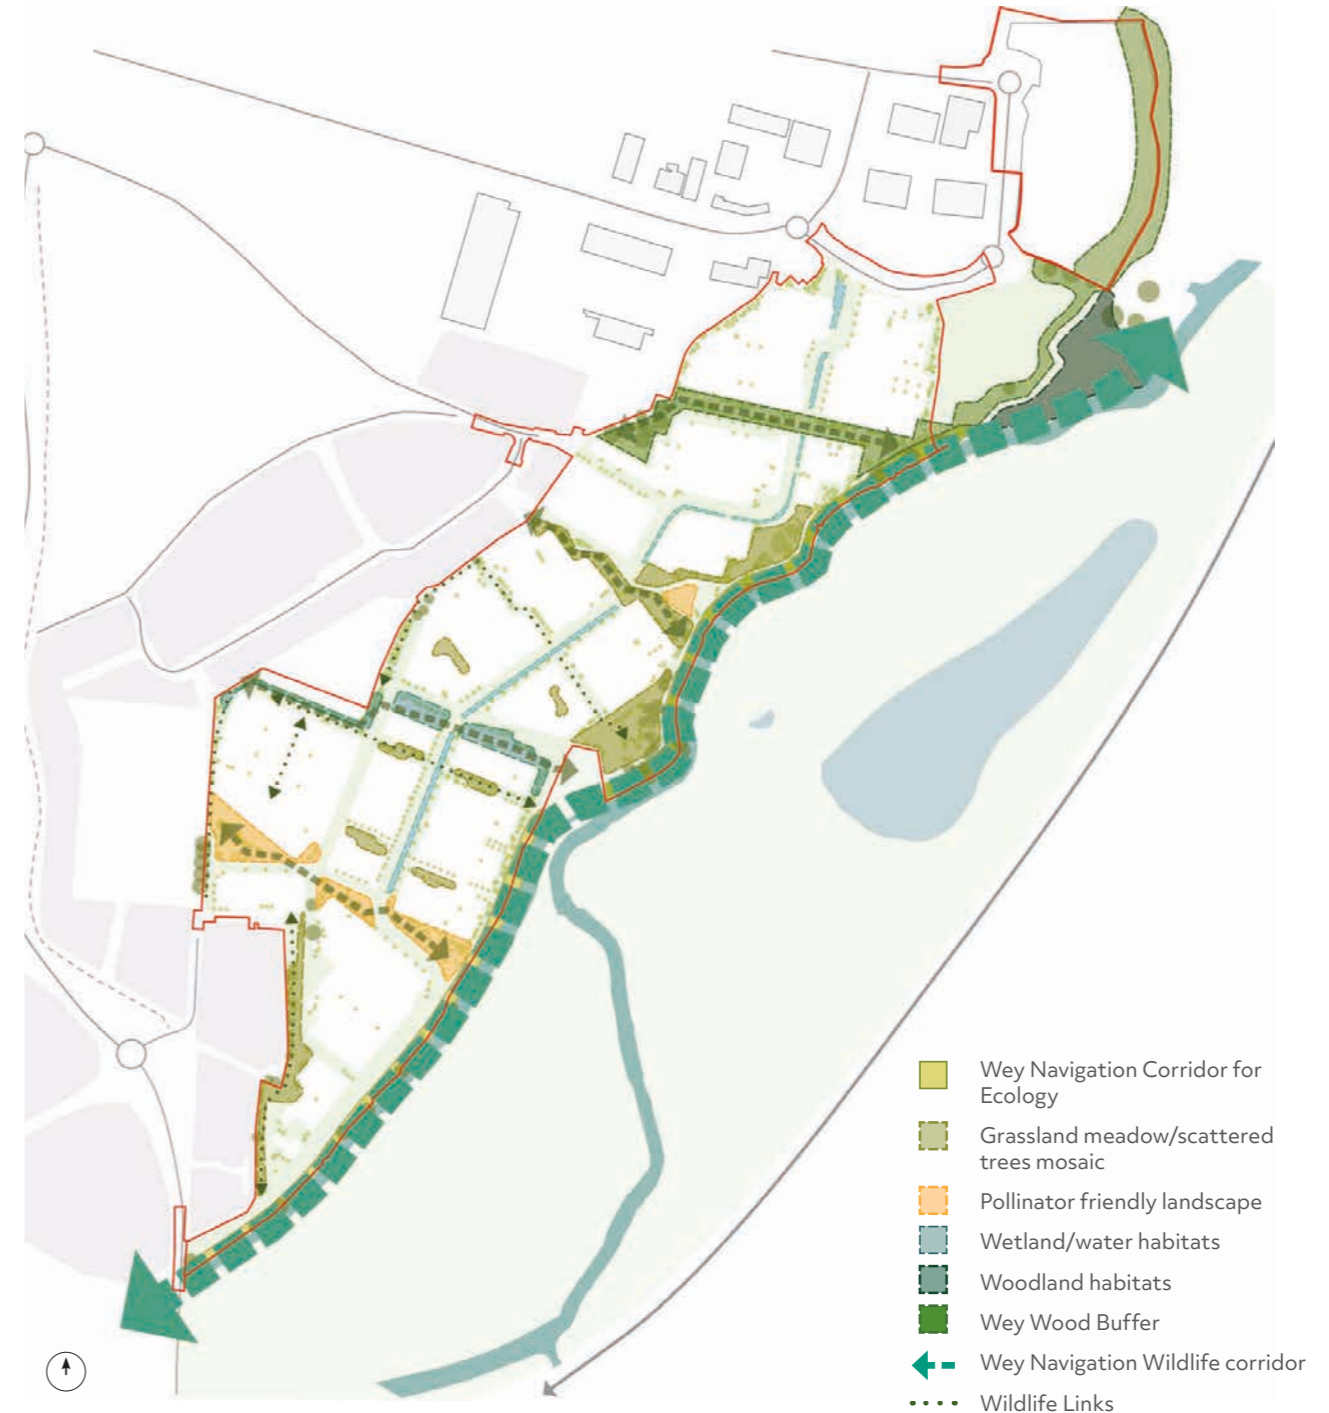 Wey Navigation Corridor for
Ecology
Grassland meadow/scattered
trees mosaic
Pollinator friendly landscape
Wetland/water habitats
Woodland habitats
Wey Wood Buffer
Wey Navigation Wildlife corridor
Wildlife Links